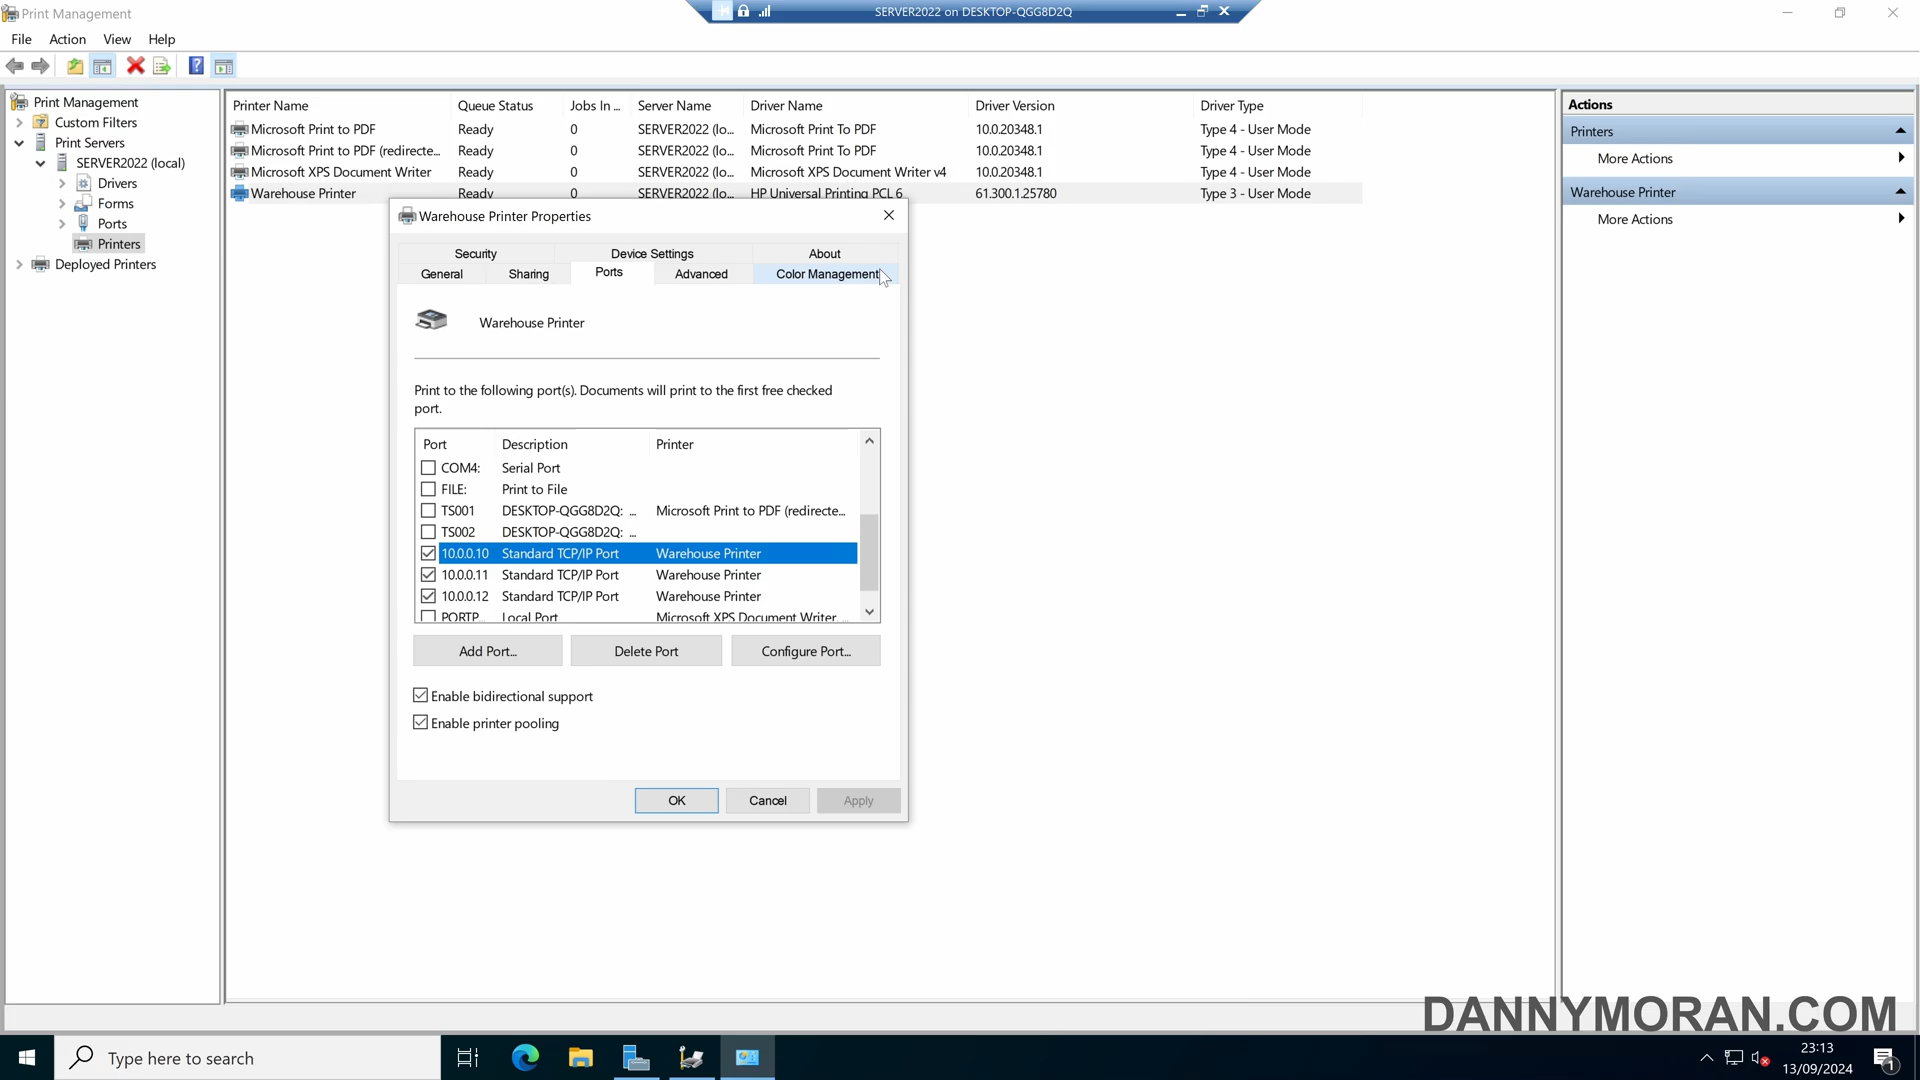 Print Management
SERVER2022 on DESKTOP-QGG8D2Q
File Action View Help
Print Management
Custom Filters
Print Servers
SERVER2022 (local)
Drivers
Forms
Ports
Printers
Deployed Printers
Printer Name Queue Status Jobs In ... Server Name Driver Name Driver Version Driver Type
Microsoft Print to PDF Ready 0 SERVER2022 (lo... Microsoft Print To PDF 10.0.20348.1 Type 4 - User Mode
Microsoft Print to PDF (redirecte... Ready 0 SERVER2022 (lo... Microsoft Print To PDF 10.0.20348.1 Type 4 - User Mode
Microsoft XPS Document Writer Ready 0 SERVER2022 (lo... Microsoft XPS Document Writer v4 10.0.20348.1 Type 4 - User Mode
Warehouse Printer Ready 0 SERVER2022 (lo... HP Universal Printing PCL 6 61.300.1.25780 Type 3 - User Mode
Actions
Printers
More Actions
Warehouse Printer
More Actions
Warehouse Printer Properties
Security Device Settings About
General Sharing Ports Advanced Color Management
Warehouse Printer
Print to the following port(s). Documents will print to the first free checked
port.
Port Description Printer
COM4: Serial Port
FILE: Print to File
TS001 DESKTOP-QGG8D2Q: ... Microsoft Print to PDF (redirecte...
TS002 DESKTOP-QGG8D2Q: ...
10.0.0.10 Standard TCP/IP Port Warehouse Printer
10.0.0.11 Standard TCP/IP Port Warehouse Printer
10.0.0.12 Standard TCP/IP Port Warehouse Printer
PORTP... Local Port Microsoft XPS Document Writer, ...
Add Port... Delete Port Configure Port...
Enable bidirectional support
Enable printer pooling
OK Cancel Apply
DANNYMORAN.COM
Type here to search
23:13
13/09/2024
1